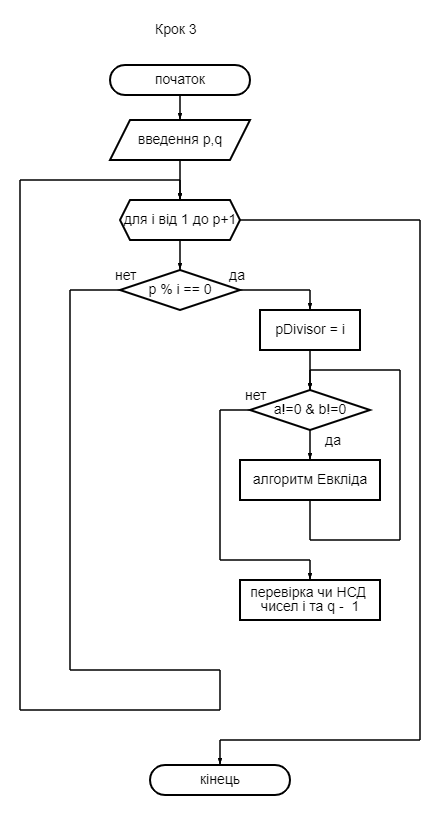 Крок 3
початок
введення p,q
для i від 1 до p+1
нет
да
p % i == 0
pDivisor = i
нет
a!=0 & b!=0
да
алгоритм Евкліда
перевірка чи НСД
чисел i та q - 1
кінець